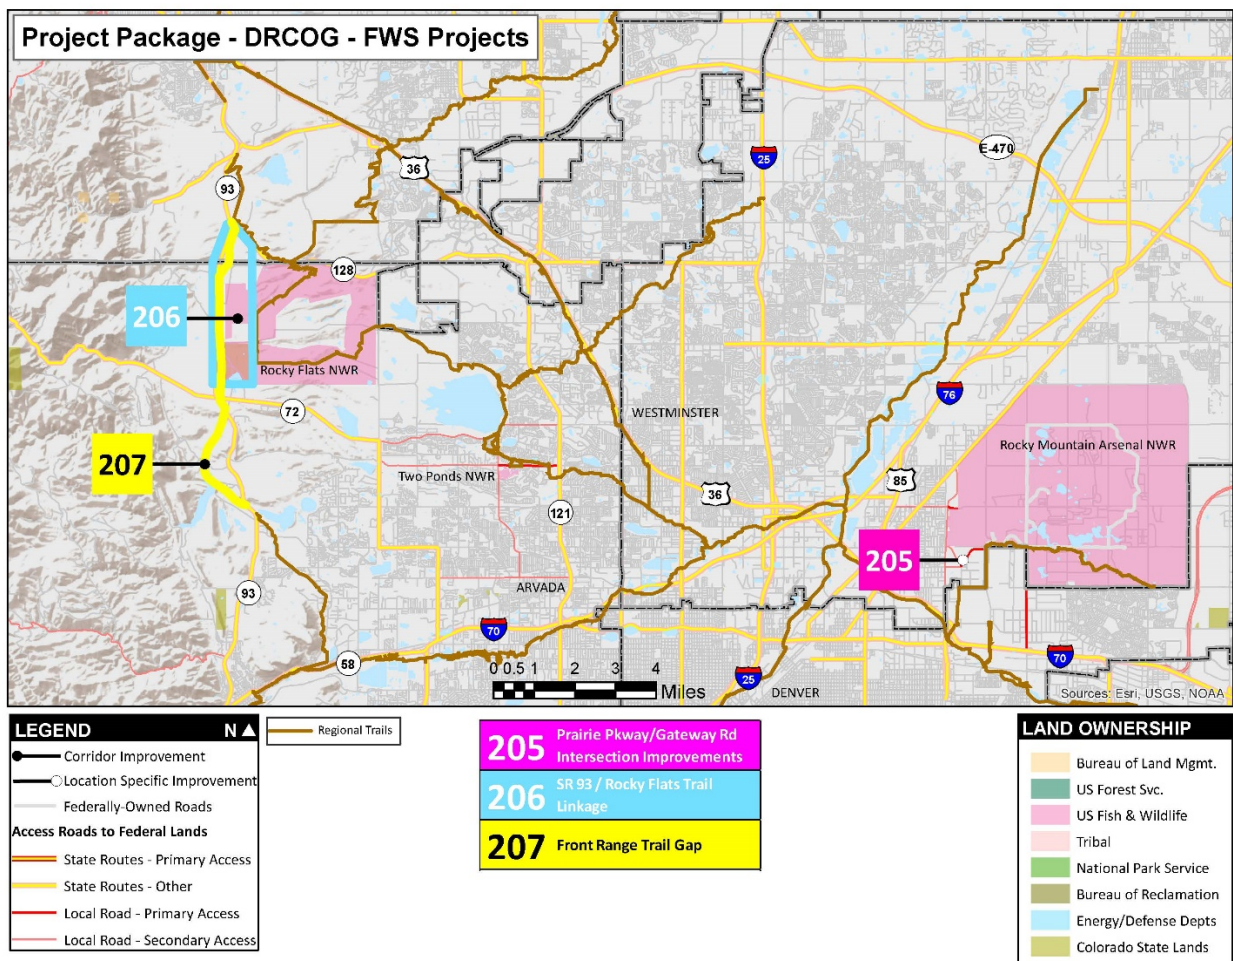 Project Package - DRCOG - FWS Projects
E-470
36
25
93
128
206
Rocky Flats NWR
72
WESTMINSTER
76
207
Rocky Mountain Arsenal NWR
Two Ponds NWR
85
36
121
205
93
ARVADA
70
58
0 0.5 1 2 3 4
Miles
25
DENVER
70
Sources: Esri, USGS, NOAA
LEGEND N
Corridor Improvement
Location Specific Improvement
Federally-Owned Roads
Access Roads to Federal Lands
State Routes - Primary Access
State Routes - Other
Local Road - Primary Access
Local Road - Secondary Access
Regional Trails
205 Prairie Pkway/Gateway Rd
Intersection Improvements
206 SR 93 / Rocky Flats Trail
Linkage
207 Front Range Trail Gap
LAND OWNERSHIP
Bureau of Land Mgmt.
US Forest Svc.
US Fish & Wildlife
Tribal
National Park Service
Bureau of Reclamation
Energy/Defense Depts
Colorado State Lands